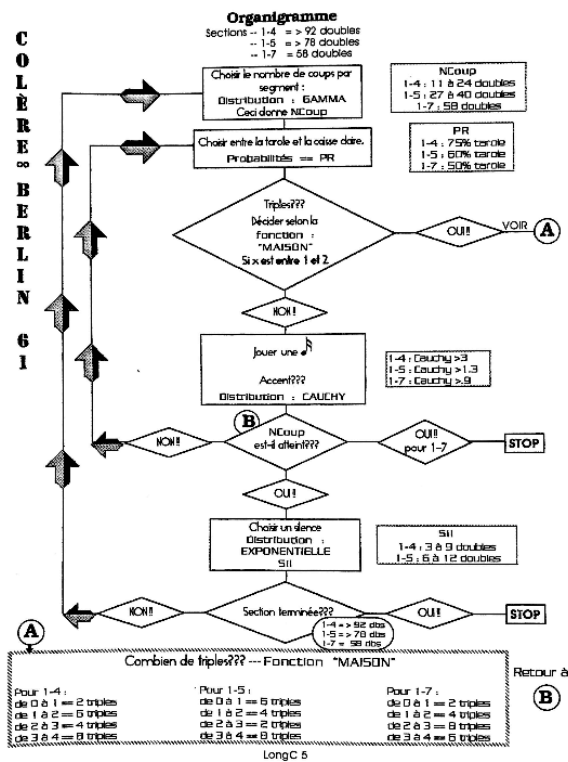 Organigramme
Sections -- 1-4 = > 92 doubles
-- 1-5 = > 78 doubles
-- 1-7 = 58 doubles
COLÈRE ∞ BERLIN 61
Choisir le nombre de coups par
segment :
Distribution : GAMMA
Ceci donne NCoup
NCoup
1-4 : 11 à 24 doubles
1-5 : 27 à 40 doubles
1-7 : 58 doubles
Choisir entre la tarole et la caisse claire.
Probabilités == PR
PR
1-4 : 75% tarole
1-5 : 60% tarole
1-7 : 50% tarole
Triples???
Décider selon la
fonction :
"MAISON"
Si x est entre 1 et 2
OUI!
VOIR
A
NON!!
Jouer une
Accent???
Distribution : CAUCHY
1-4 : Cauchy >3
1-5 : Cauchy >1.3
1-7 : Cauchy >.9
B
NCoup
est-il atteint???
NON!!
OUI!!
pour 1-7
STOP
OUI!!
Choisir un silence
Distribution :
EXPONENTIELLE
Sil
Sil
1-4 : 3 à 9 doubles
1-5 : 6 à 12 doubles
NON!!
Section terminée???
OUI!!
STOP
1-4 => 92 dbs
1-5 => 78 dbs
1-7 = 58 dbs
A
Combien de triples??? --- Fonction "MAISON"
Pour 1-4 :
de 0 à 1 == 2 triples
de 1 à 2 == 6 triples
de 2 à 3 == 4 triples
de 3 à 4 == 8 triples
Pour 1-5 :
de 0 à 1 == 6 triples
de 1 à 2 == 4 triples
de 2 à 3 == 2 triples
de 3 à 4 == 8 triples
Pour 1-7 :
de 0 à 1 == 2 triples
de 1 à 2 == 4 triples
de 2 à 3 == 8 triples
de 3 à 4 == 6 triples
Retour à
B
LongC 5